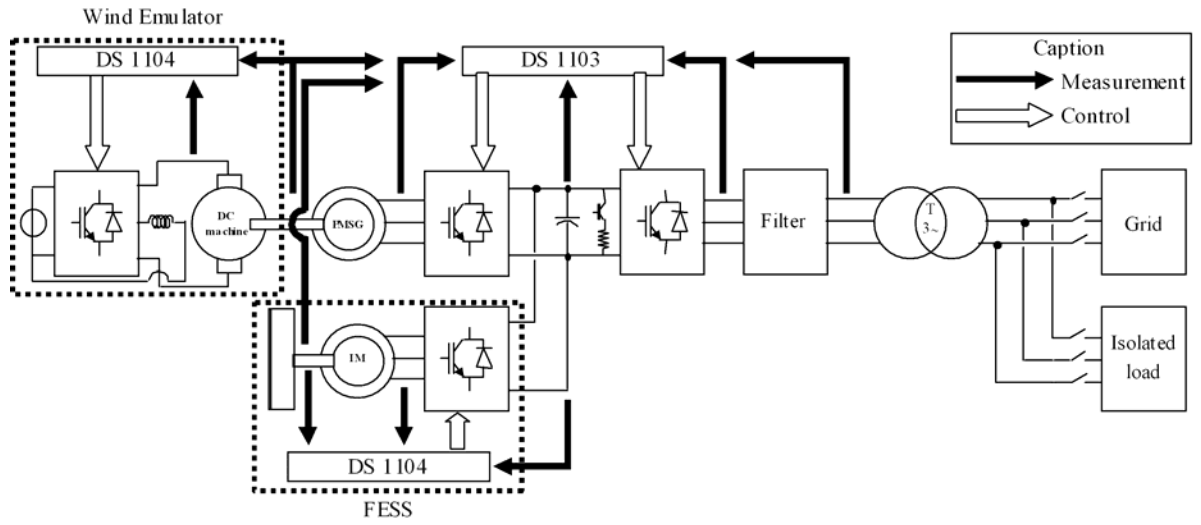 Wind Emulator
DS 1104
DS 1103
Caption
Measurement
Control
DC
machine
PMSG
Filter
T
3~
Grid
IM
Isolated
load
DS 1104
FESS